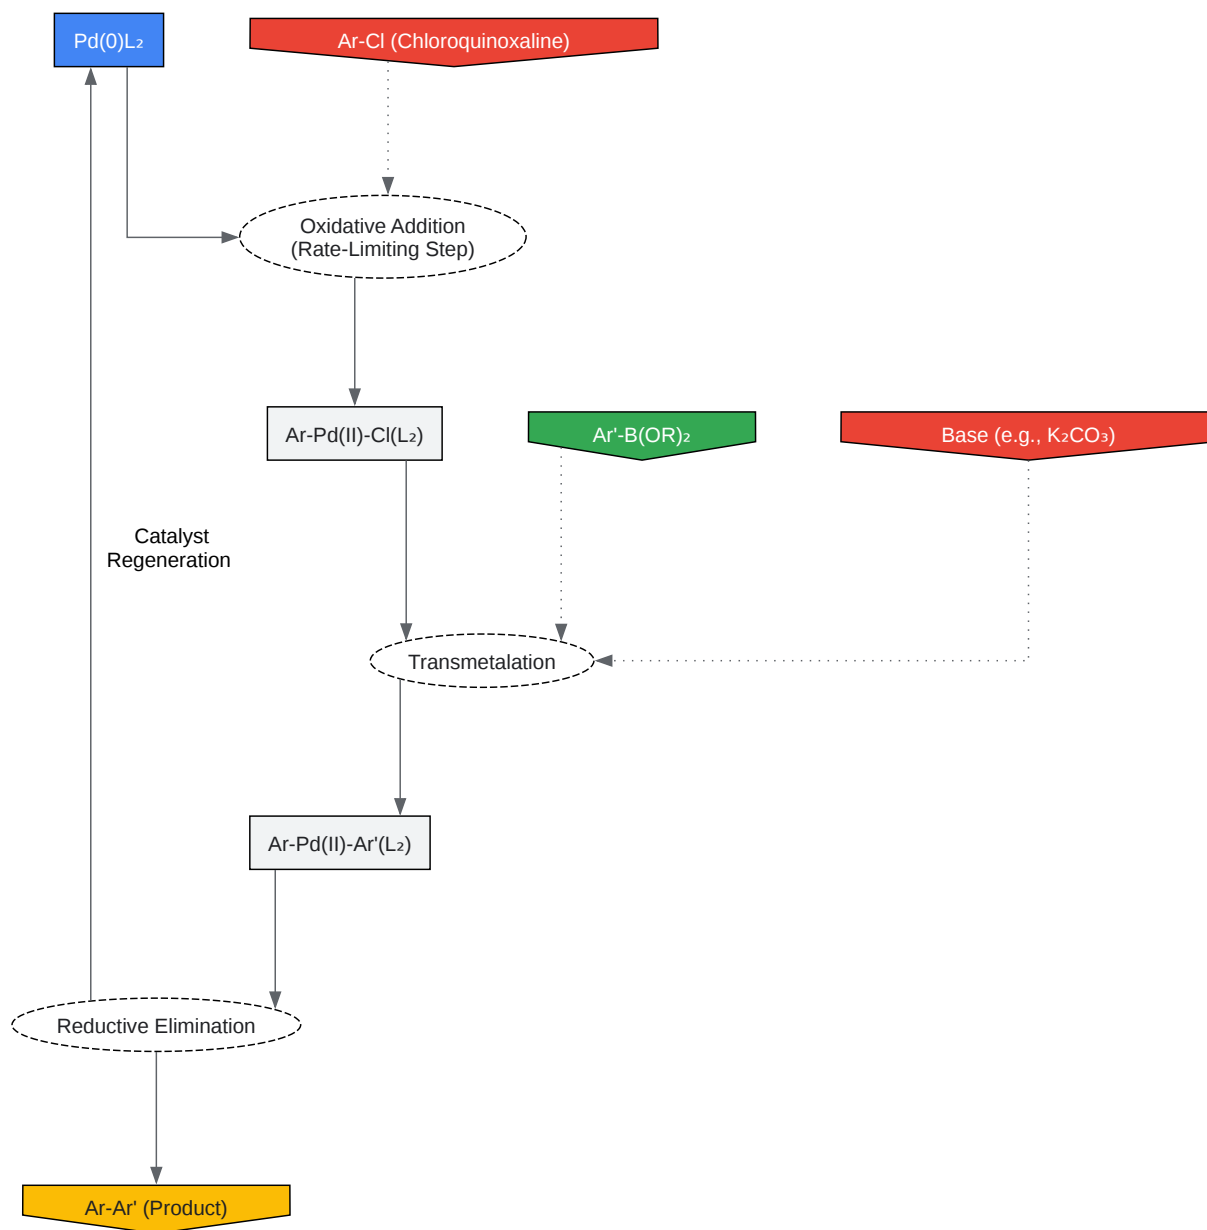 Pd(0)L₂
Ar-Cl (Chloroquinoxaline)
Oxidative Addition
(Rate-Limiting Step)
Ar-Pd(II)-Cl(L₂)
Ar'-B(OR)₂
Base (e.g., K₂CO₃)
Catalyst
Regeneration
Transmetalation
Ar-Pd(II)-Ar'(L₂)
Reductive Elimination
Ar-Ar' (Product)